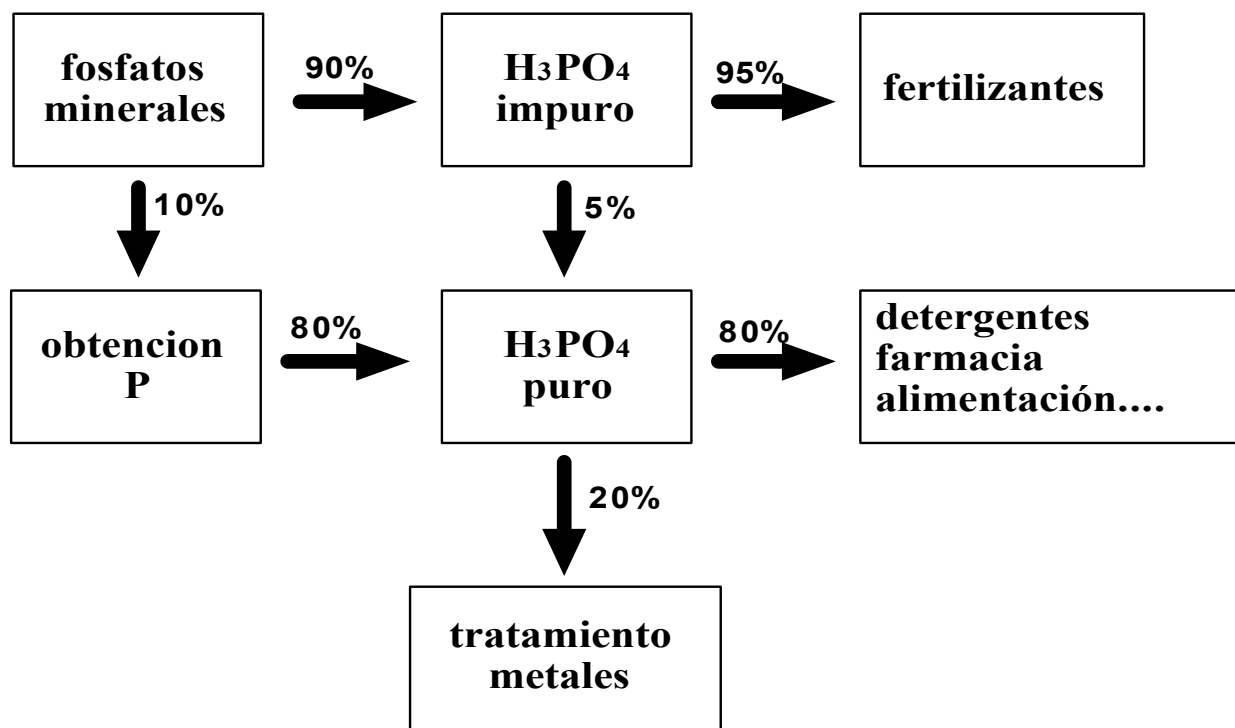 fosfatos
minerales
90%
H3PO4
impuro
95%
fertilizantes
10%
5%
obtencion
P
80%
H3PO4
puro
80%
detergentes
farmacia
alimentación....
20%
tratamiento
metales